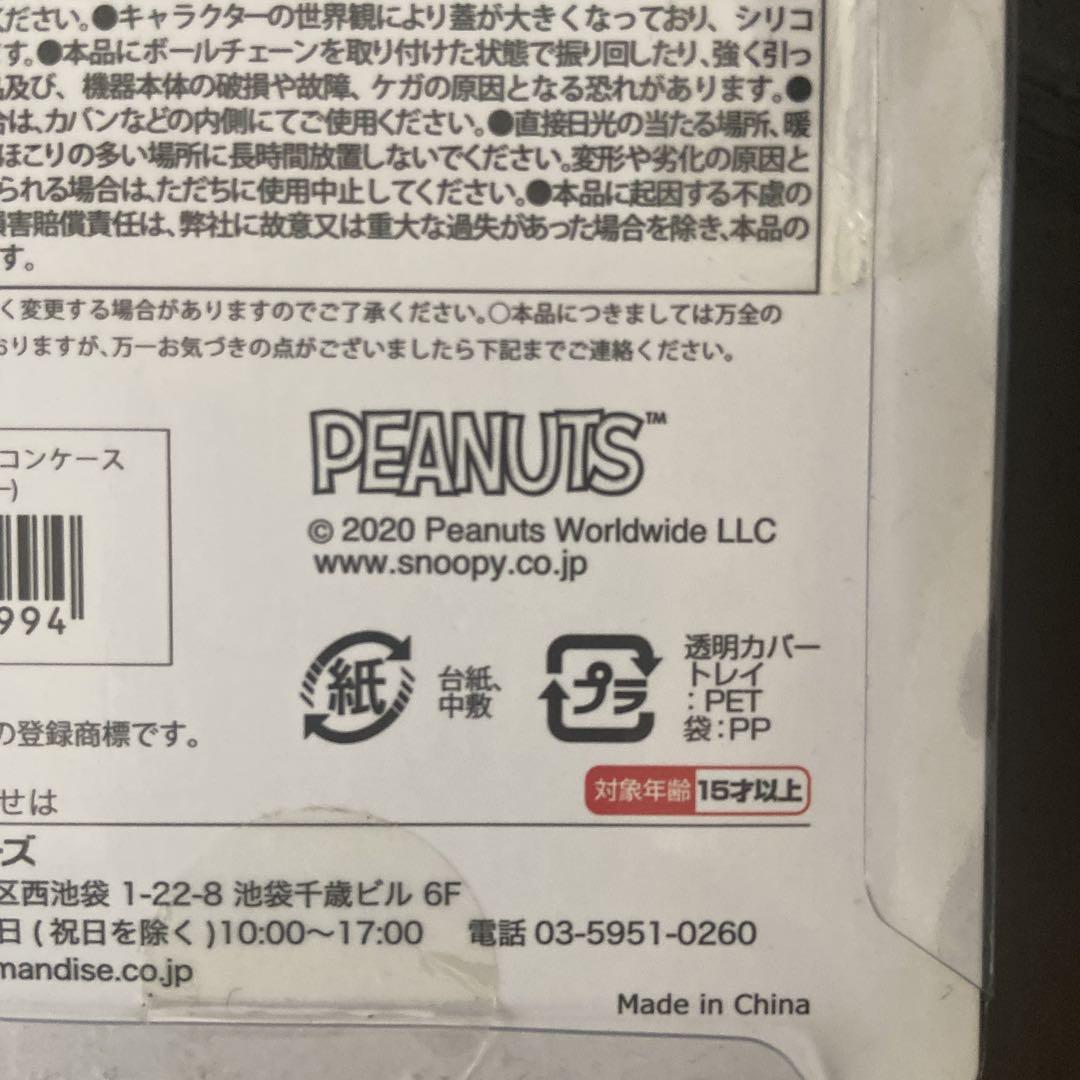 ください。●キャラクターの世界観により蓋が大きくなっており、シリコ
ます。●本品にボールチェーンを取り付けた状態で振り回したり、強く引っ
品及び、機器本体の破損や故障、ケガの原因となる恐れがあります。●
合は、カバンなどの内側にてご使用ください。●直接日光の当たる場所、暖
ほこりの多い場所に長時間放置しないでください。変形や劣化の原因と
られる場合は、ただちに使用中止してください。●本品に起因する不慮の
損害賠償責任は、弊社に故意又は重大な過失があった場合を除き、本品の
す。
く変更する場合がありますのでご了承ください。○本品につきましては万全の
おりますが、万一お気づきの点がございましたら下記までご連絡ください。
PEANUTS™
コンケース
ー)
© 2020 Peanuts Worldwide LLC
www.snoopy.co.jp
994
紙
台紙、
中敷
プラ
透明カバー
トレイ
:PET
袋:PP
の登録商標です。
対象年齢 15才以上
せは
ーズ
区西池袋 1-22-8 池袋千歳ビル 6F
日(祝日を除く)10:00〜17:00 電話 03-5951-0260
mandise.co.jp
Made in China